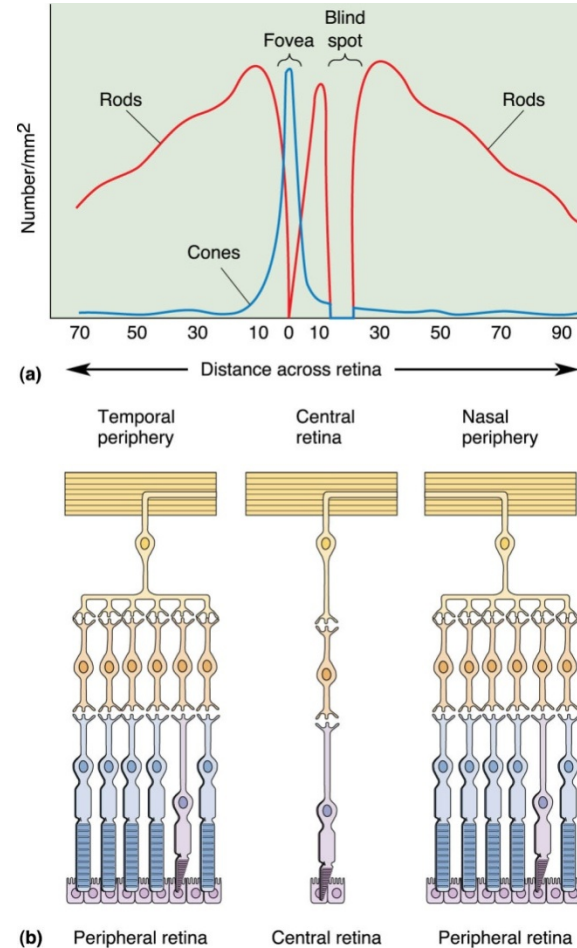 Fovea
Blind
spot
Rods
Rods
Cones
Number/mm2
70 50 30 10 0 10 30 50 70 90
(a) Distance across retina
Temporal
periphery
Central
retina
Nasal
periphery
(b) Peripheral retina Central retina Peripheral retina